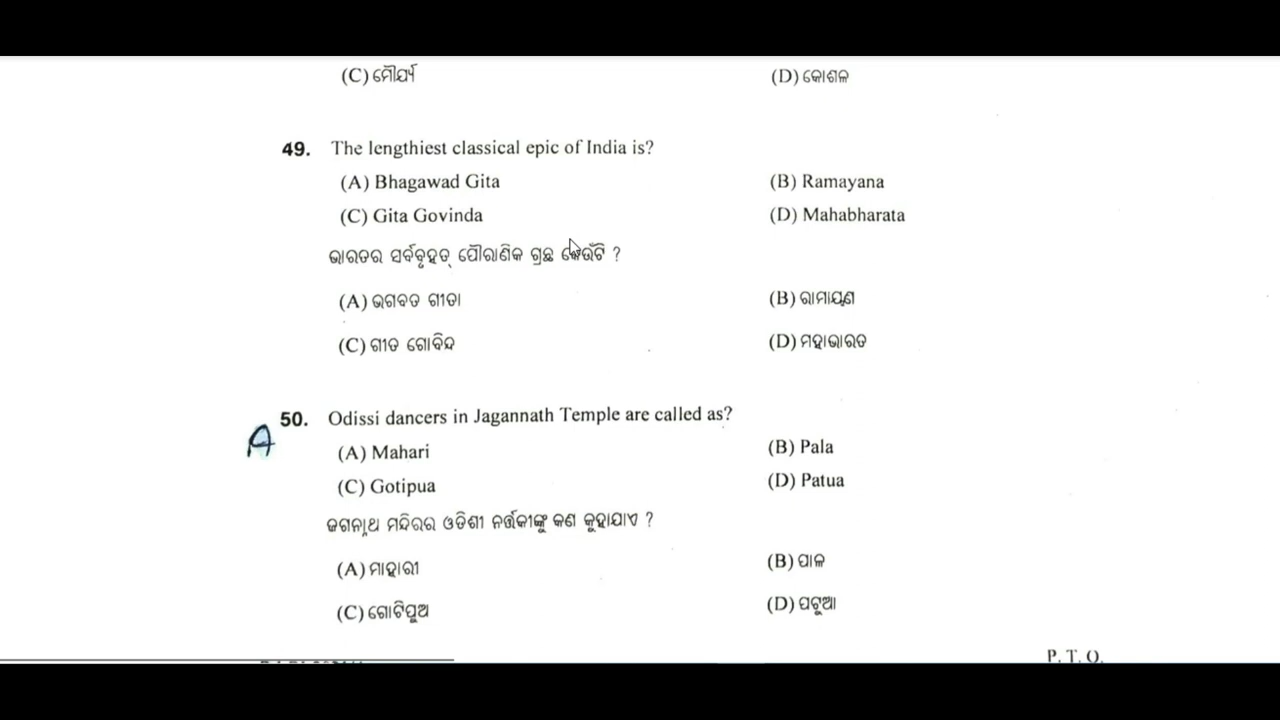 (C) ମୌର୍ଯ୍ୟ (D) କୋଶଳ
49. The lengthiest classical epic of India is?
(A) Bhagawad Gita (B) Ramayana
(C) Gita Govinda (D) Mahabharata
ଭାରତର ସର୍ବବୃହତ୍ ପୌରାଣିକ ଗ୍ରନ୍ଥ କେଉଁଟି ?
(A) ଭଗବତ ଗୀତା (B) ରାମାୟଣ
(C) ଗୀତ ଗୋବିନ୍ଦ (D) ମହାଭାରତ
50. Odissi dancers in Jagannath Temple are called as?
A
(A) Mahari (B) Pala
(C) Gotipua (D) Patua
ଜଗନ୍ନାଥ ମନ୍ଦିରର ଓଡିଶୀ ନର୍ତ୍ତକୀଙ୍କୁ କଣ କୁହାଯାଏ ?
(A) ମାହାରୀ (B) ପାଳ
(C) ଗୋଟିପୁଅ (D) ପଟୁଆ
P. T. O.